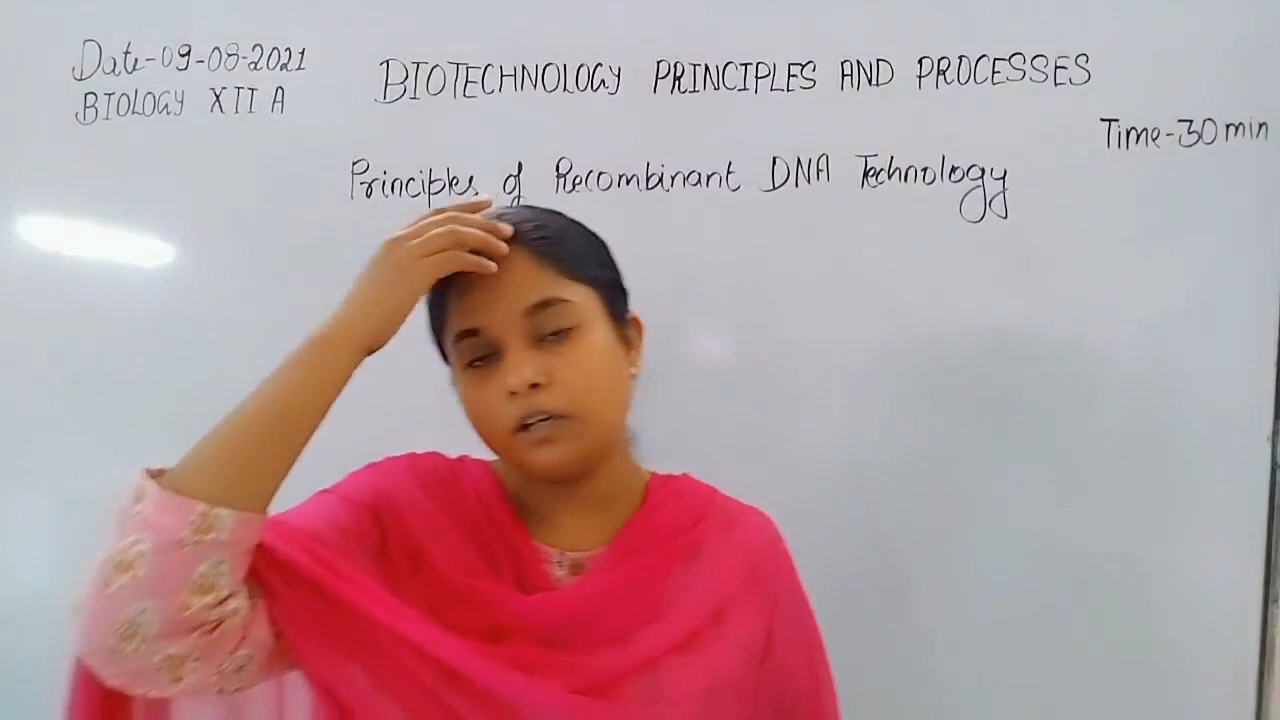 Date-09-08-2021
BIOLOGY XII A
BIOTECHNOLOGY PRINCIPLES AND PROCESSES
Time-30 min
Principles of Recombinant DNA Technology